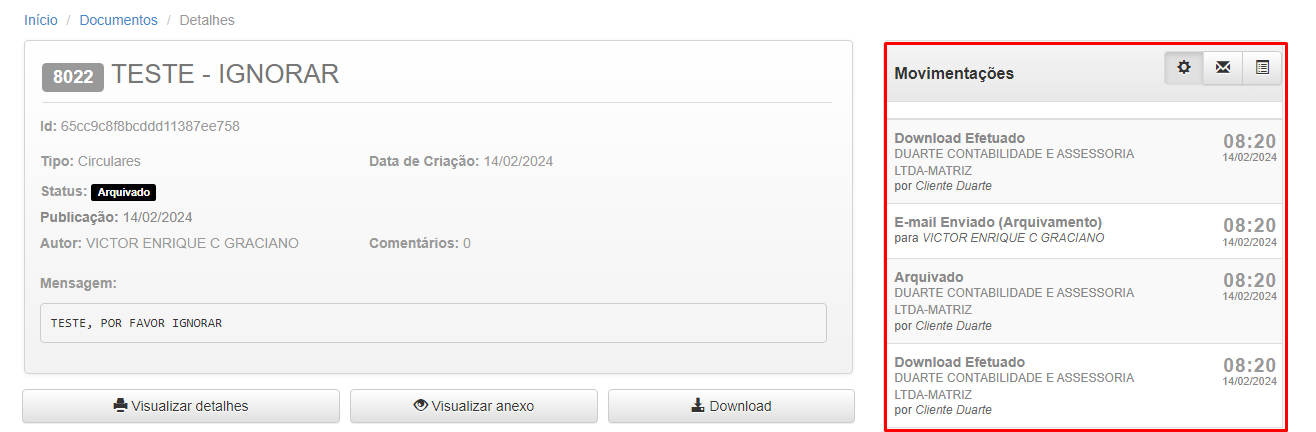 Início / Documentos / Detalhes
8022 TESTE - IGNORAR
Id: 65cc9c8f8bcddd11387ee758
Tipo: Circulares
Data de Criação: 14/02/2024
Status: Arquivado
Publicação: 14/02/2024
Autor: VICTOR ENRIQUE C GRACIANO
Comentários: 0
Mensagem:
TESTE, POR FAVOR IGNORAR
Visualizar detalhes
Visualizar anexo
Download
Movimentações
Download Efetuado
08:20
DUARTE CONTABILIDADE E ASSESSORIA
14/02/2024
LTDA-MATRIZ
por Cliente Duarte
E-mail Enviado (Arquivamento)
08:20
para VICTOR ENRIQUE C GRACIANO
14/02/2024
Arquivado
08:20
DUARTE CONTABILIDADE E ASSESSORIA
14/02/2024
LTDA-MATRIZ
por Cliente Duarte
Download Efetuado
08:20
DUARTE CONTABILIDADE E ASSESSORIA
14/02/2024
LTDA-MATRIZ
por Cliente Duarte